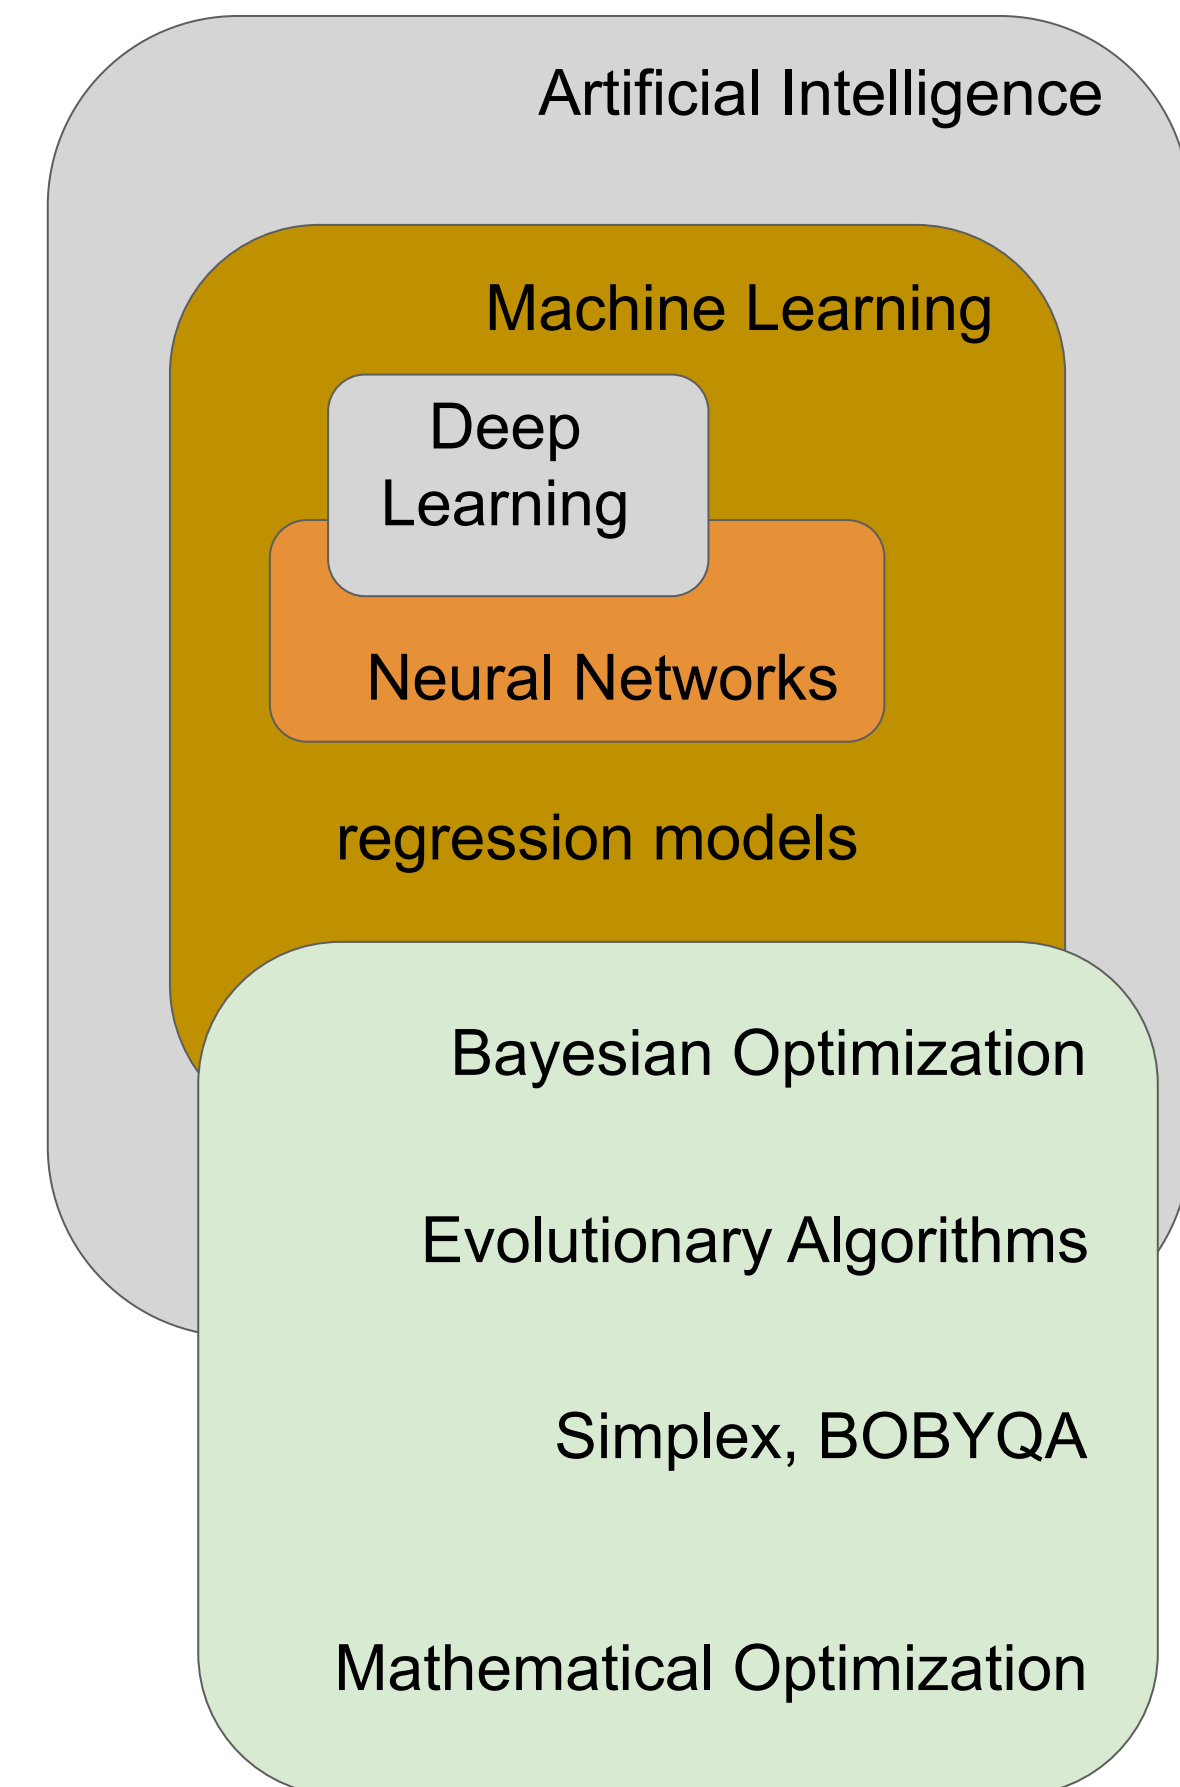 Artificial Intelligence
Machine Learning
Deep
Learning
Neural Networks
regression models
Bayesian Optimization
Evolutionary Algorithms
Simplex, BOBYQA
Mathematical Optimization